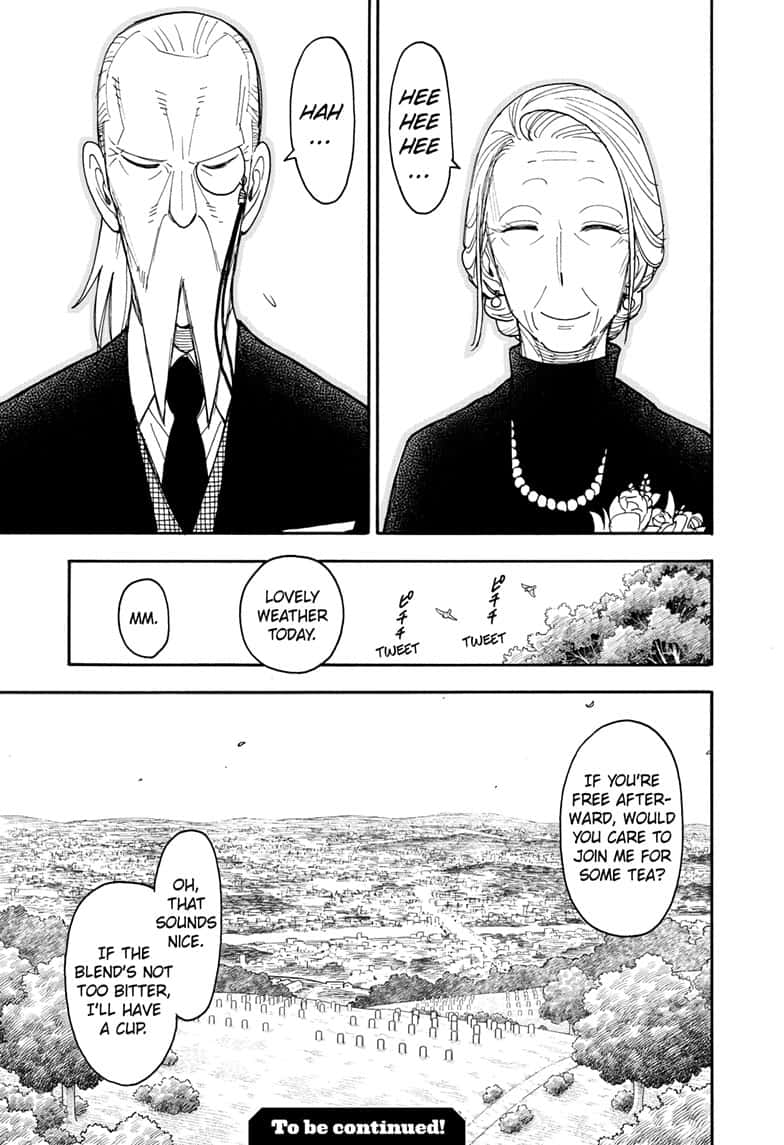 HEE
HEE
HEE
...
HAH
...
ピチチ
TWEET
ピチチ
TWEET
LOVELY
WEATHER
TODAY.
MM.
IF YOU'RE
FREE AFTER-
WARD, WOULD
YOU CARE TO
JOIN ME FOR
SOME TEA?
OH,
THAT
SOUNDS
NICE.
IF THE
BLEND'S NOT
TOO BITTER,
I'LL HAVE
A CUP.
To be continued!